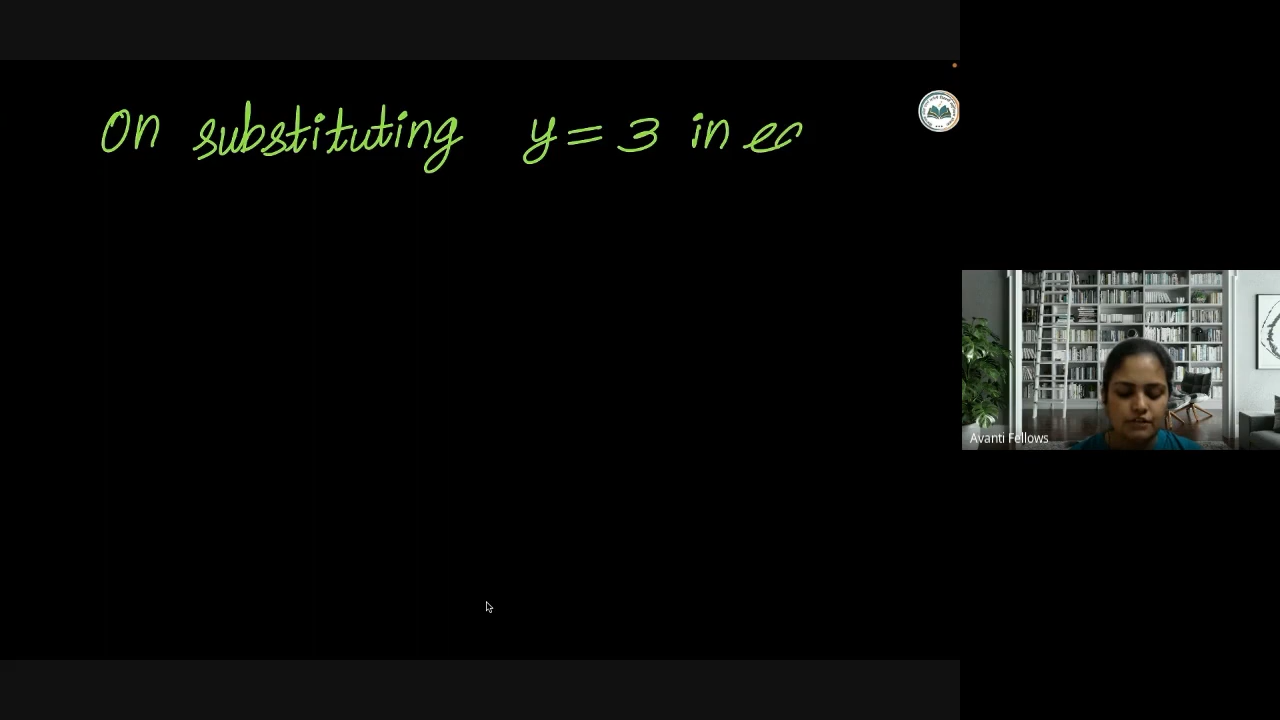 On substituting y = 3 in
Avanti Fellows